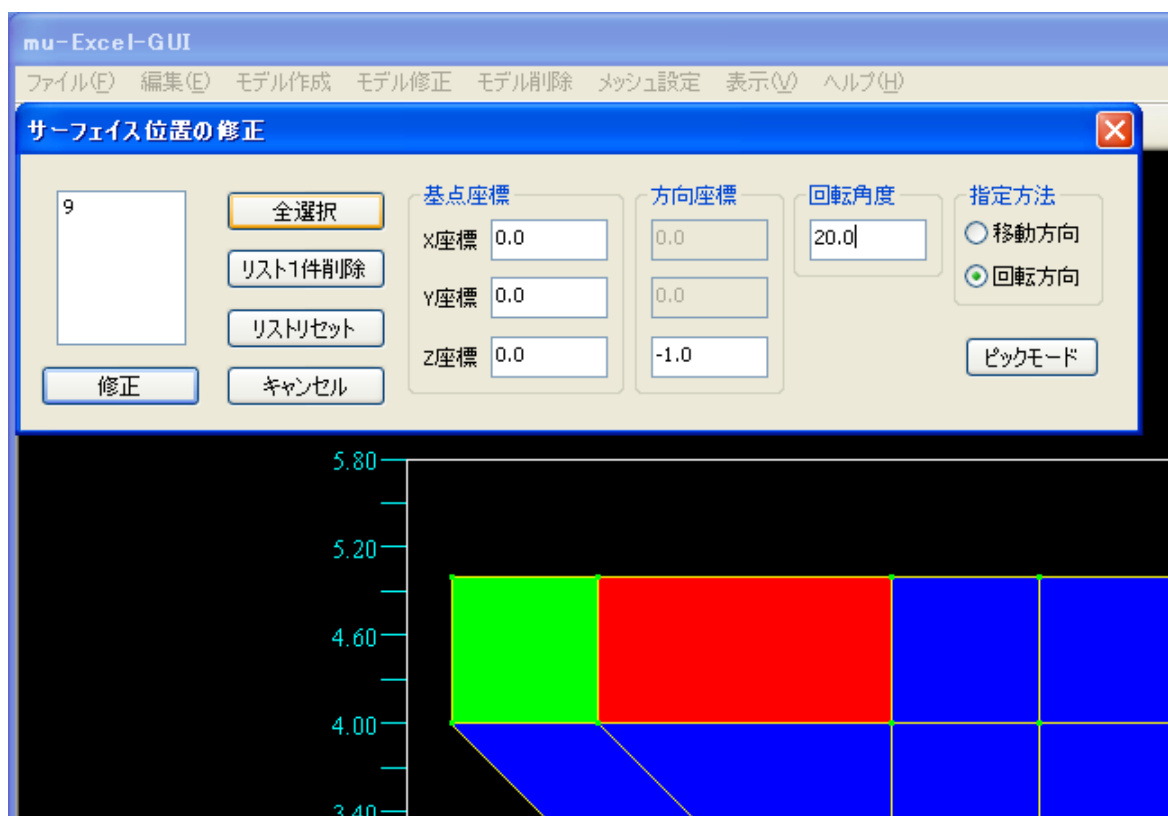 mu-Excel-GUI
ファイル(F) 編集(E) モデル作成 モデル修正 モデル削除 メッシュ設定 表示(V) ヘルプ(H)
サーフェイス位置の修正
9
全選択
リスト1件削除
リストリセット
修正
キャンセル
基点座標
X座標 0.0
Y座標 0.0
Z座標 0.0
方向座標
0.0
0.0
-1.0
回転角度
20.0
指定方法
移動方向
回転方向
ピックモード
5.80
5.20
4.60
4.00
3.40